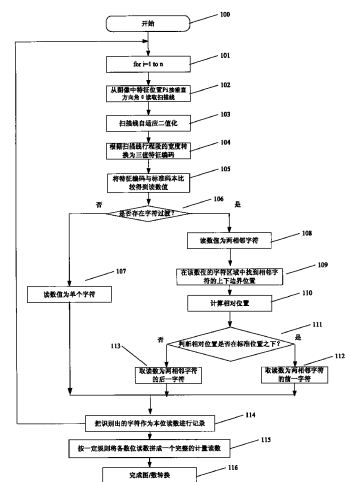 开始
100
101
for i=1 to n
102
从图像中特征位置Pi按垂直
方向角θ读取扫描线
103
扫描线自适应二值化
104
根据扫描线行程段的宽度转
换为三值特征编码
105
将特征编码与标准码本比
较得到读数值
106
否
是否存在字符过渡?
是
108
读数值为两相邻字符
107
109
读数值为单个字符
在该数位的字符区域中找到相邻字
符的上下边界位置
110
计算相对位置
111
判断相对位置是否在标准位置之下?
否
是
113
112
取读数为两相邻字符
的后一字符
取读数为两相邻字符
的前一字符
114
把识别出的字符作为本位读数进行记录
115
按一定规则将各数位读数拼成一个完整的计量读数
116
完成图/数转换